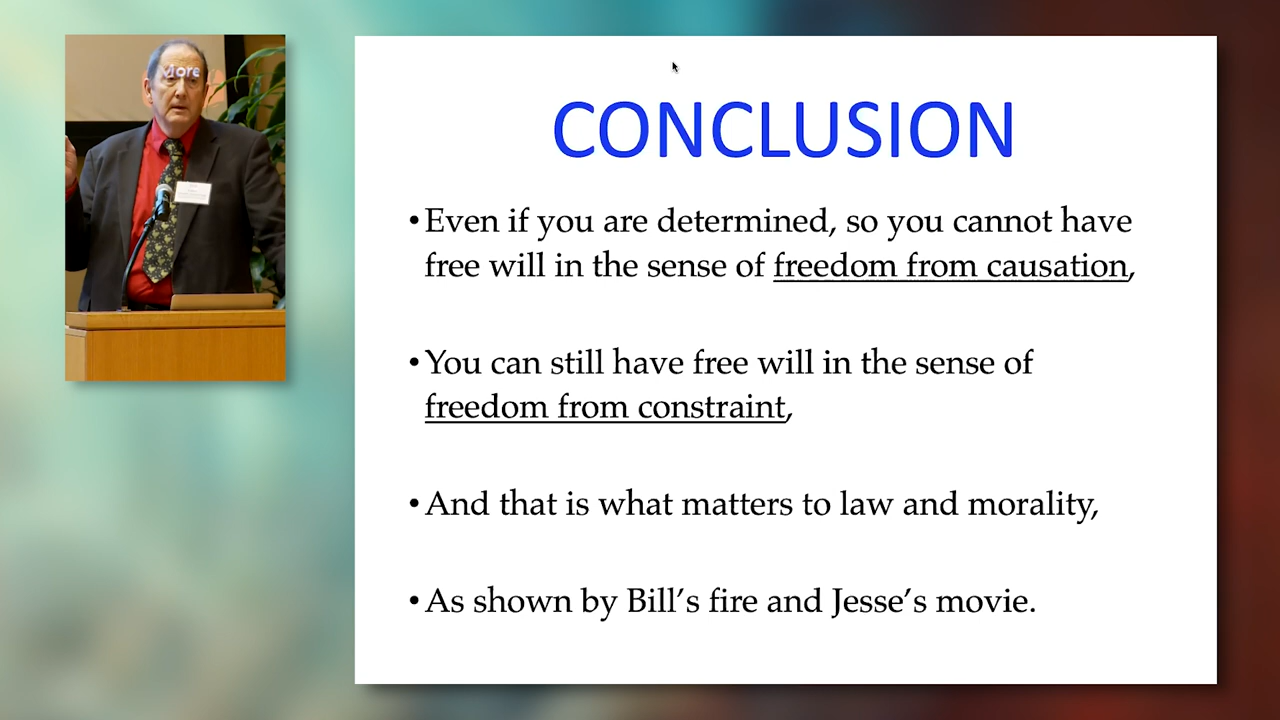 More
CONCLUSION
•Even if you are determined, so you cannot have
free will in the sense of freedom from causation,
•You can still have free will in the sense of
freedom from constraint,
•And that is what matters to law and morality,
•As shown by Bill’s fire and Jesse’s movie.